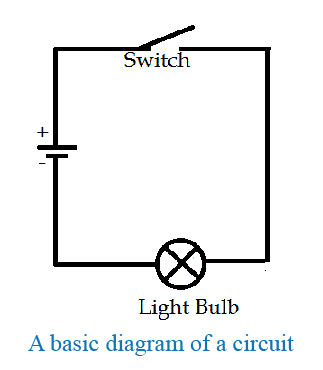 Switch
+
-
Light Bulb
A basic diagram of a circuit